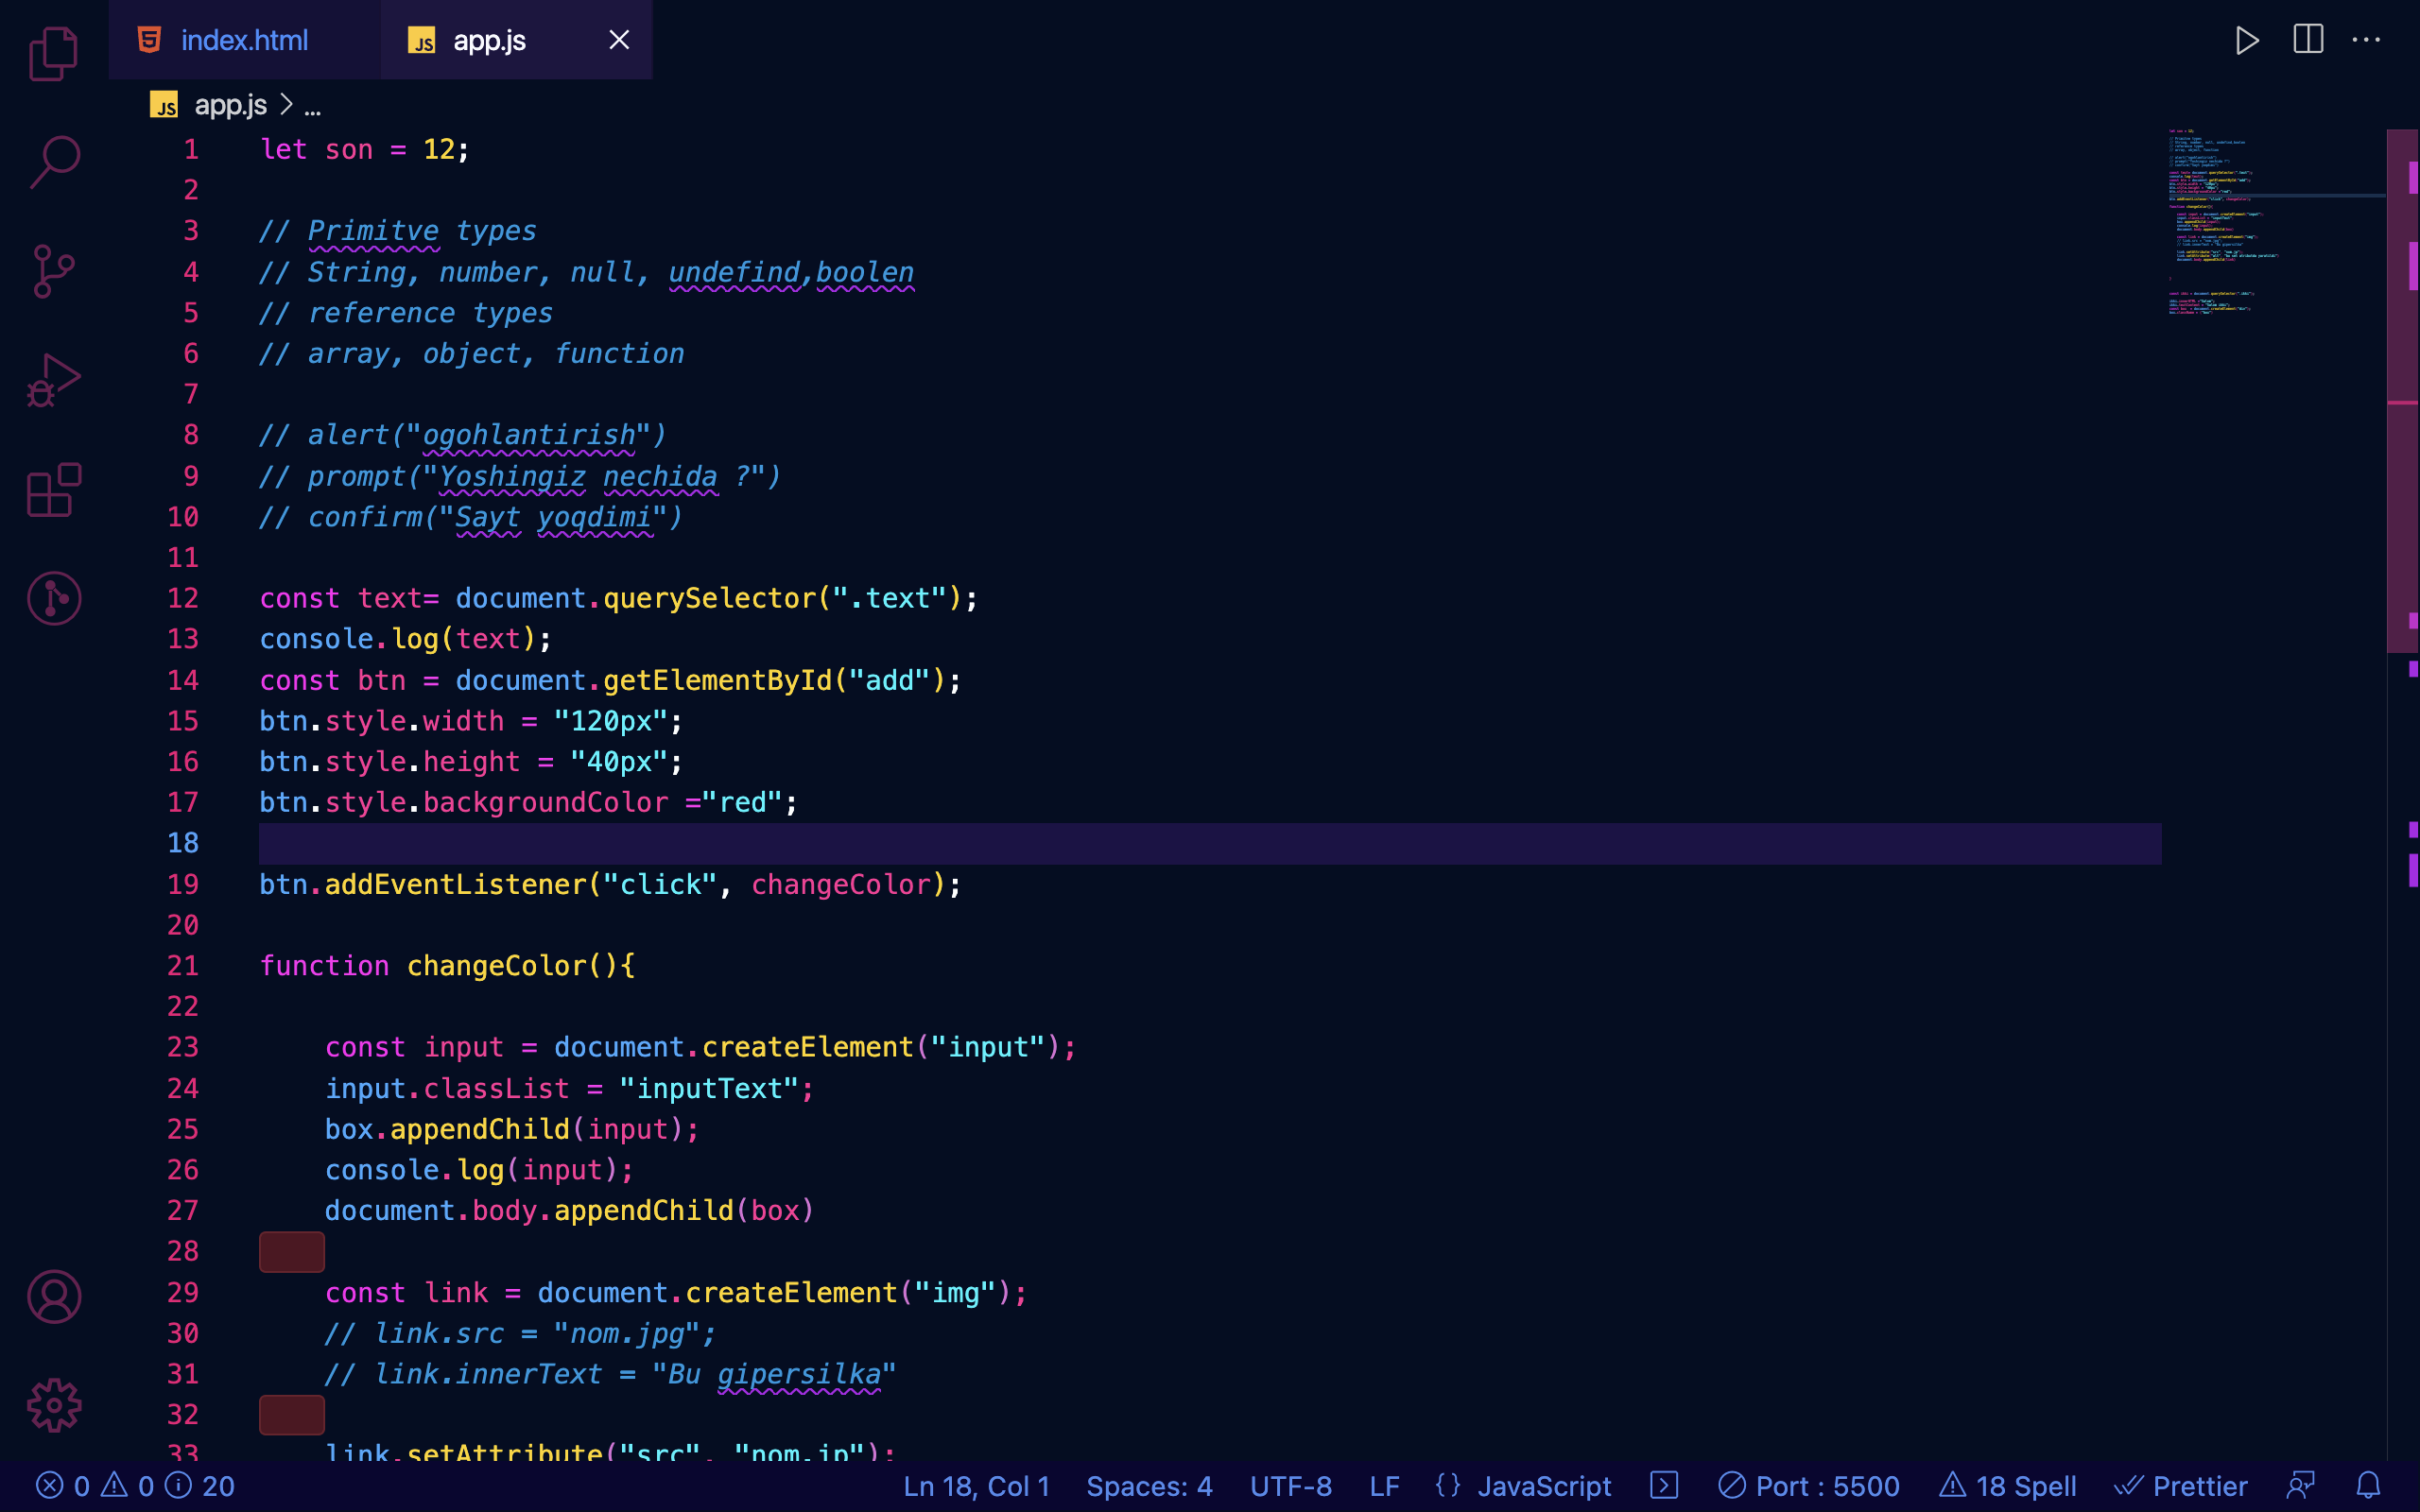 index.html
app.js
app.js > ...
1 let son = 12;
2
3 // Primitve types
4 // String, number, null, undefind,boolen
5 // reference types
6 // array, object, function
7
8 // alert("ogohlantirish")
9 // prompt("Yoshingiz nechida ?")
10 // confirm("Sayt yoqdimi")
11
12 const text= document.querySelector(".text");
13 console.log(text);
14 const btn = document.getElementById("add");
15 btn.style.width = "120px";
16 btn.style.height = "40px";
17 btn.style.backgroundColor ="red";
18
19 btn.addEventListener("click", changeColor);
20
21 function changeColor(){
22
23 const input = document.createElement("input");
24 input.classList = "inputText";
25 box.appendChild(input);
26 console.log(input);
27 document.body.appendChild(box)
28
29 const link = document.createElement("img");
30 // link.src = "nom.jpg";
31 // link.innerText = "Bu gipersilka"
32
33 link.setAttribute("src", "nom.jp");
0 0 20 Ln 18, Col 1 Spaces: 4 UTF-8 LF {} JavaScript Port : 5500 18 Spell Prettier